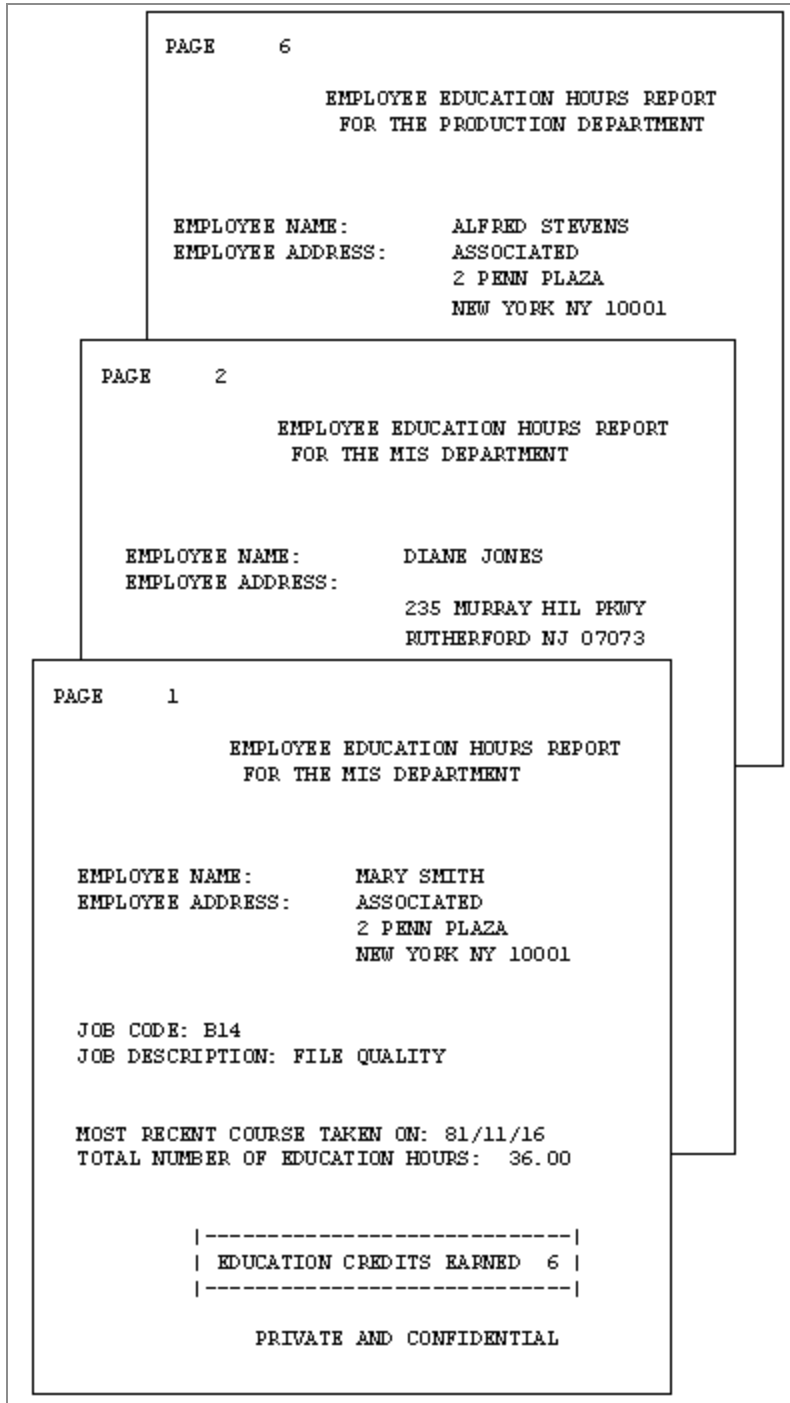 PAGE 6
EMPLOYEE EDUCATION HOURS REPORT
FOR THE PRODUCTION DEPARTMENT
EMPLOYEE NAME: ALFRED STEVENS
EMPLOYEE ADDRESS: ASSOCIATED
2 PENN PLAZA
NEW YORK NY 10001
PAGE 2
EMPLOYEE EDUCATION HOURS REPORT
FOR THE MIS DEPARTMENT
EMPLOYEE NAME: DIANE JONES
EMPLOYEE ADDRESS:
235 MURRAY HIL PKWY
RUTHERFORD NJ 07073
PAGE 1
EMPLOYEE EDUCATION HOURS REPORT
FOR THE MIS DEPARTMENT
EMPLOYEE NAME: MARY SMITH
EMPLOYEE ADDRESS: ASSOCIATED
2 PENN PLAZA
NEW YORK NY 10001
JOB CODE: B14
JOB DESCRIPTION: FILE QUALITY
MOST RECENT COURSE TAKEN ON: 81/11/16
TOTAL NUMBER OF EDUCATION HOURS: 36.00
|-----------------------------|
| EDUCATION CREDITS EARNED 6 |
|-----------------------------|
PRIVATE AND CONFIDENTIAL